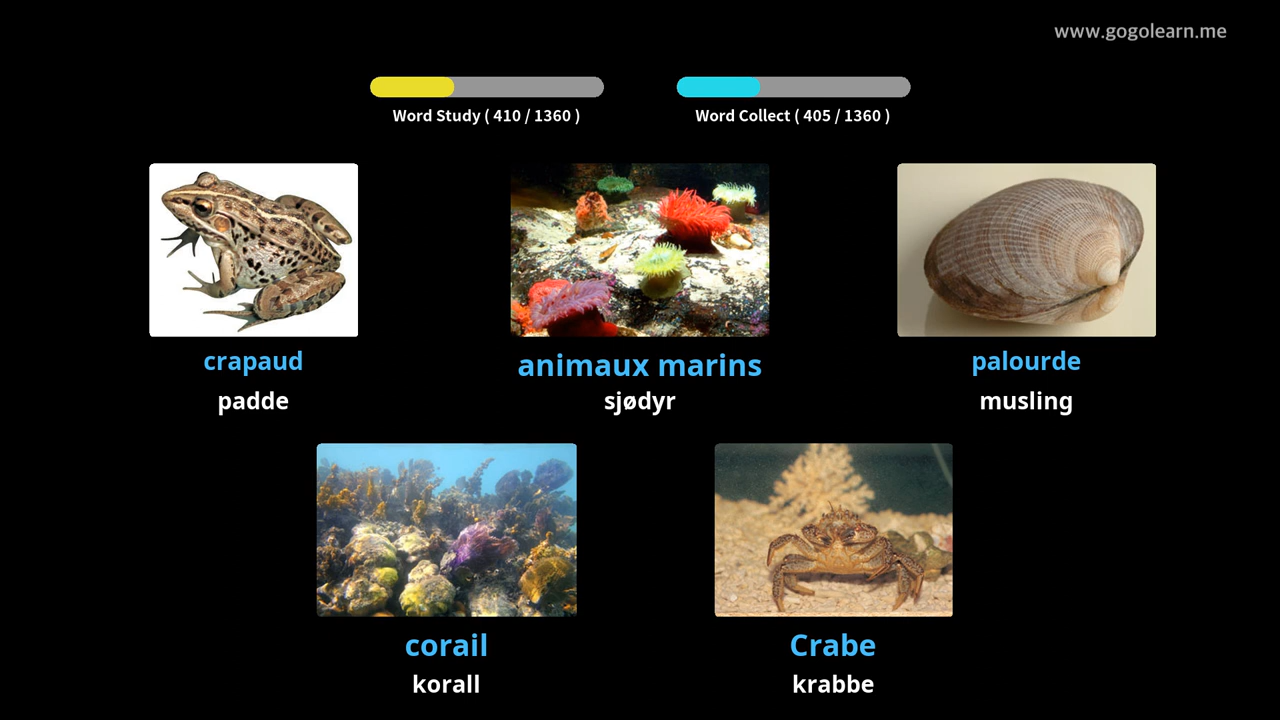 www.gogolearn.me
Word Study ( 410 / 1360 )
Word Collect ( 405 / 1360 )
crapaud
padde
animaux marins
sjødyr
palourde
musling
corail
korall
Crabe
krabbe